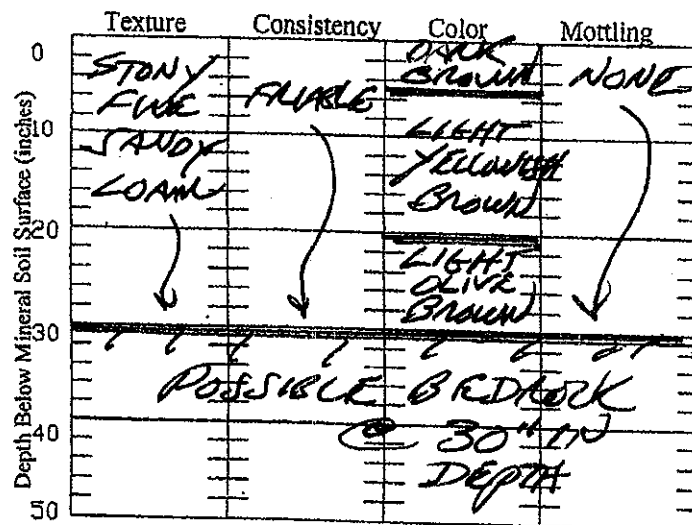 Texture Consistency Color Mottling
Depth Below Mineral Soil Surface (inches)
0
10
20
30
40
50
STONY
FINE
SANDY
LOAM
FRIABLE
DARK
BROWN
LIGHT
YELLOWISH
BROWN
LIGHT
OLIVE
BROWN
NONE
POSSIBLE BEDROCK
@ 30" IN
DEPTH